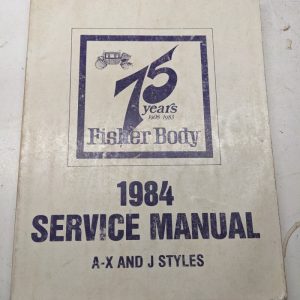 75
years
1908-1983
Fisher Body
1984
SERVICE MANUAL
A-X AND J STYLES